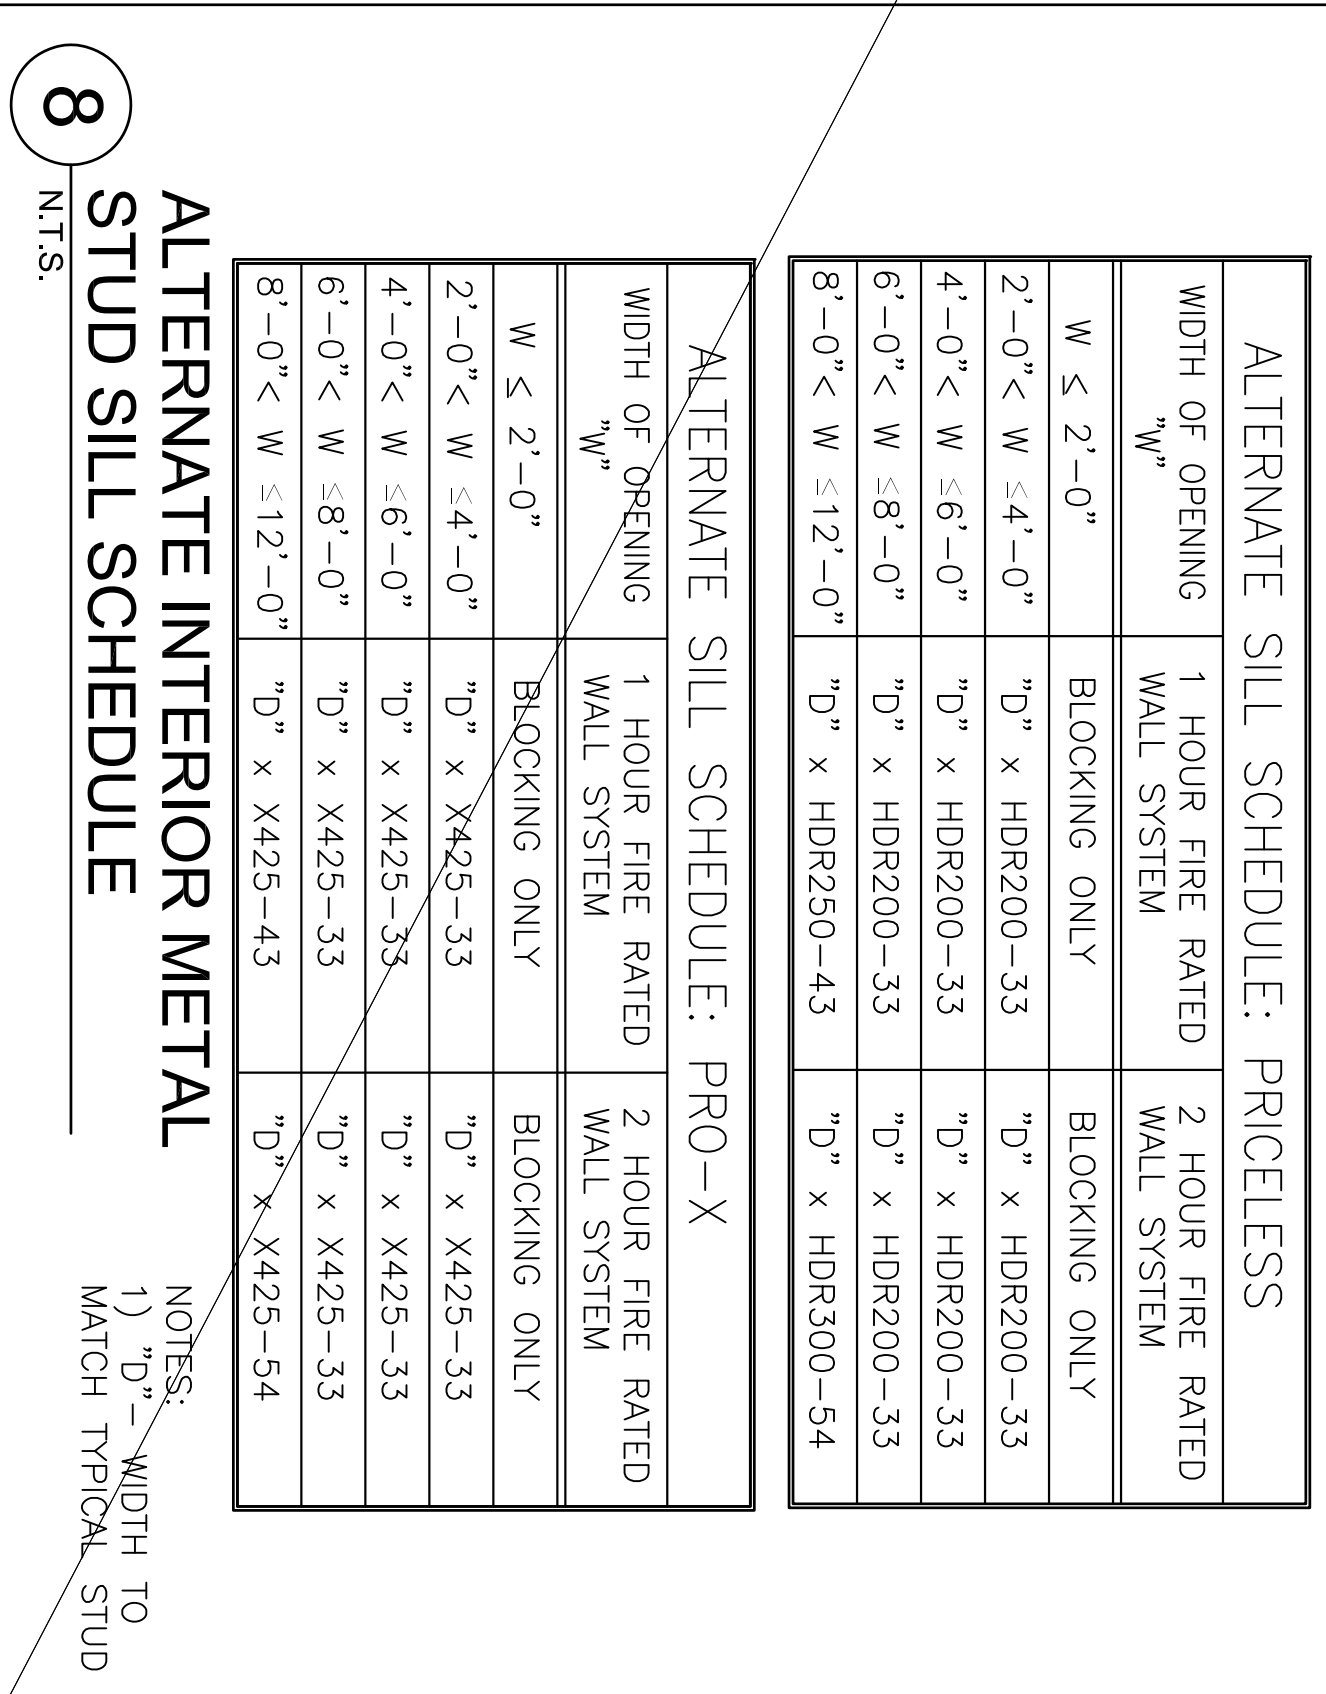 ALTERNATE SILL SCHEDULE: PRICELESS
WIDTH OF OPENING
"W"
1 HOUR FIRE RATED
WALL SYSTEM
2 HOUR FIRE RATED
WALL SYSTEM
W ≤ 2'-0" BLOCKING ONLY BLOCKING ONLY
2'-0"< W ≤4'-0" "D" x HDR200-33 "D" x HDR200-33
4'-0"< W ≤6'-0" "D" x HDR200-33 "D" x HDR200-33
6'-0"< W ≤8'-0" "D" x HDR200-33 "D" x HDR200-33
8'-0"< W ≤12'-0" "D" x HDR250-43 "D" x HDR300-54
ALTERNATE SILL SCHEDULE: PRO-X
WIDTH OF OPENING
"W"
1 HOUR FIRE RATED
WALL SYSTEM
2 HOUR FIRE RATED
WALL SYSTEM
W ≤ 2'-0" BLOCKING ONLY BLOCKING ONLY
2'-0"< W ≤4'-0" "D" x X425-33 "D" x X425-33
4'-0"< W ≤6'-0" "D" x X425-33 "D" x X425-33
6'-0"< W ≤8'-0" "D" x X425-33 "D" x X425-33
8'-0"< W ≤12'-0" "D" x X425-43 "D" x X425-54
8
ALTERNATE INTERIOR METAL
STUD SILL SCHEDULE
N.T.S.
NOTES:
1) "D"- WIDTH TO
MATCH TYPICAL STUD